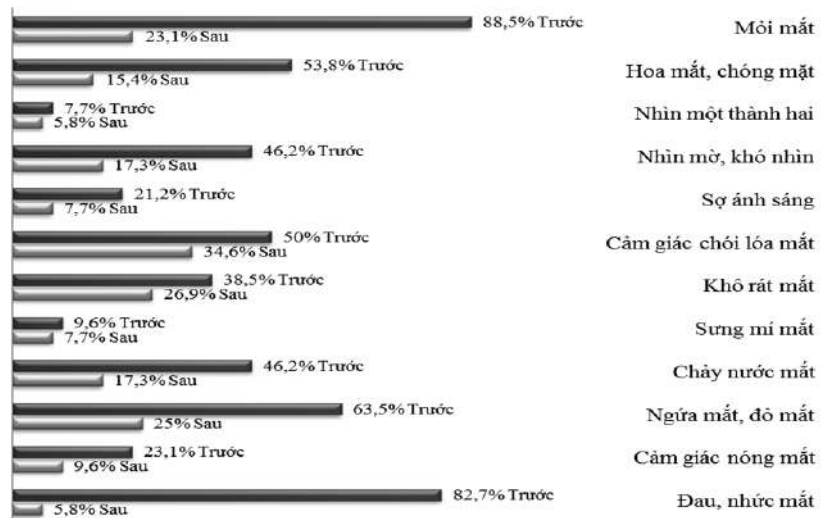 88,5% Trước
Mỏi mắt
23,1% Sau
53,8% Trước
Hoa mắt, chóng mặt
15,4% Sau
7,7% Trước
Nhìn một thành hai
5,8% Sau
46,2% Trước
Nhìn mờ, khó nhìn
17,3% Sau
21,2% Trước
Sợ ánh sáng
7,7% Sau
50% Trước
Cảm giác chói lóa mắt
34,6% Sau
38,5% Trước
Khô rát mắt
26,9% Sau
9,6% Trước
Sưng mí mắt
7,7% Sau
46,2% Trước
Chảy nước mắt
17,3% Sau
63,5% Trước
Ngứa mắt, đỏ mắt
25% Sau
23,1% Trước
Cảm giác nóng mắt
9,6% Sau
82,7% Trước
Đau, nhức mắt
5,8% Sau